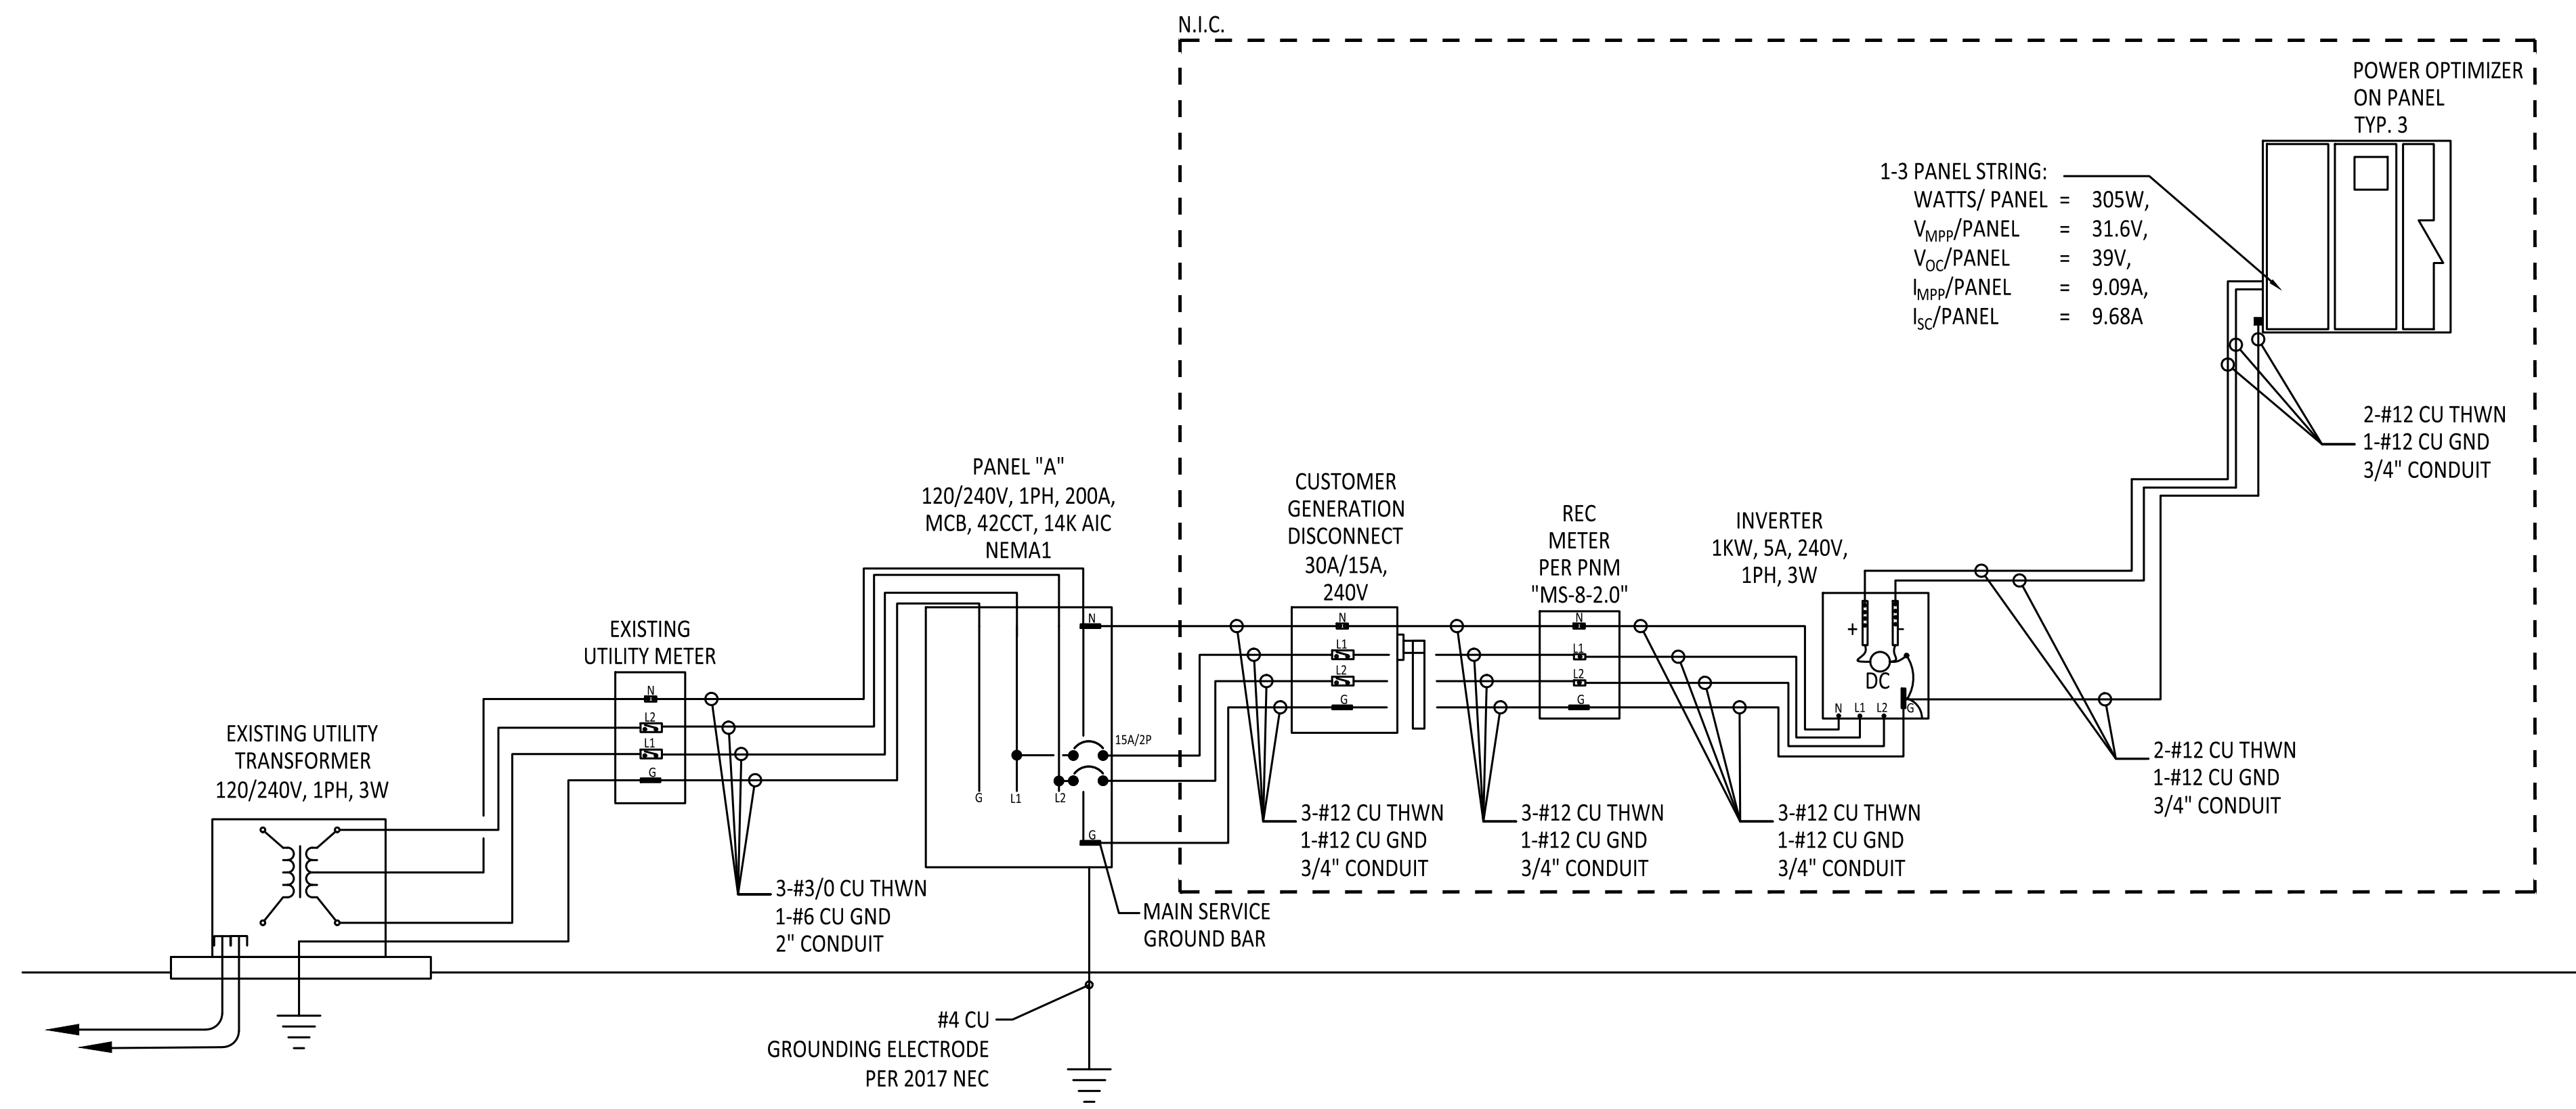 N.I.C.
POWER OPTIMIZER
ON PANEL
TYP. 3
1-3 PANEL STRING:
WATTS/ PANEL = 305W,
VMPP/PANEL = 31.6V,
VOC/PANEL = 39V,
IMPP/PANEL = 9.09A,
ISC/PANEL = 9.68A
2-#12 CU THWN
1-#12 CU GND
3/4" CONDUIT
PANEL "A"
120/240V, 1PH, 200A,
MCB, 42CCT, 14K AIC
NEMA1
CUSTOMER
GENERATION
DISCONNECT
30A/15A,
240V
REC
METER
PER PNM
"MS-8-2.0"
INVERTER
1KW, 5A, 240V,
1PH, 3W
EXISTING
UTILITY METER
EXISTING UTILITY
TRANSFORMER
120/240V, 1PH, 3W
N
L2
L1
G
N
15A/2P
G
L1
L2
G
N
L1
L2
G
N
L1
L2
G
+
-
DC
N
L1
L2
G
2-#12 CU THWN
1-#12 CU GND
3/4" CONDUIT
3-#12 CU THWN
1-#12 CU GND
3/4" CONDUIT
3-#12 CU THWN
1-#12 CU GND
3/4" CONDUIT
3-#12 CU THWN
1-#12 CU GND
3/4" CONDUIT
3-#3/0 CU THWN
1-#6 CU GND
2" CONDUIT
MAIN SERVICE
GROUND BAR
#4 CU
GROUNDING ELECTRODE
PER 2017 NEC